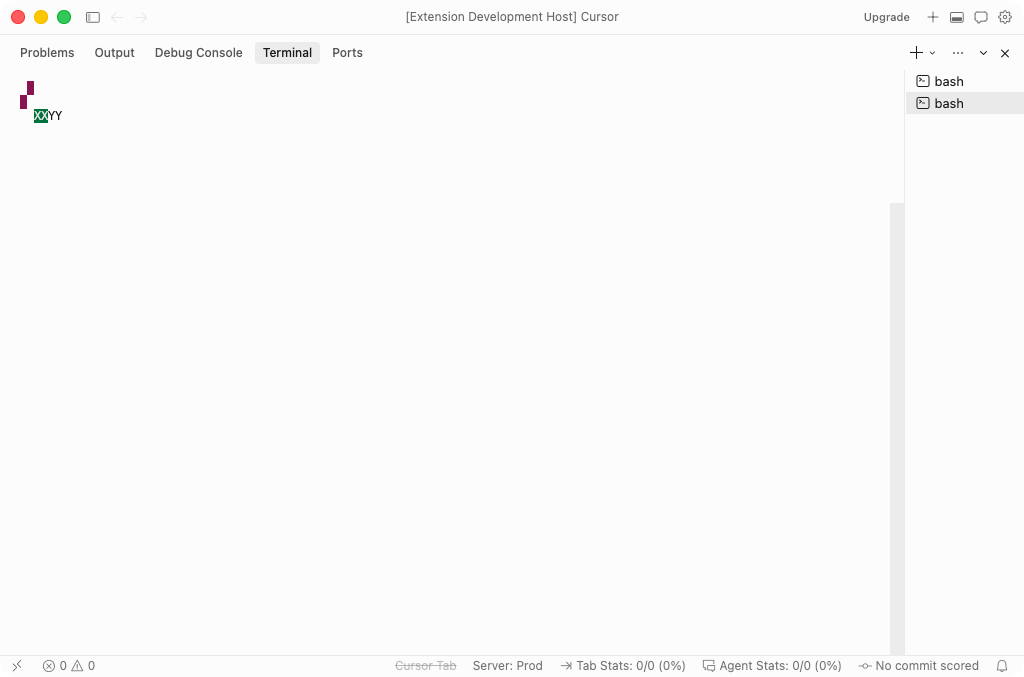 [Extension Development Host] Cursor
Upgrade
Problems Output Debug Console Terminal Ports
bash
bash
XXYY
0 0 Cursor Tab Server: Prod Tab Stats: 0/0 (0%) Agent Stats: 0/0 (0%) No commit scored